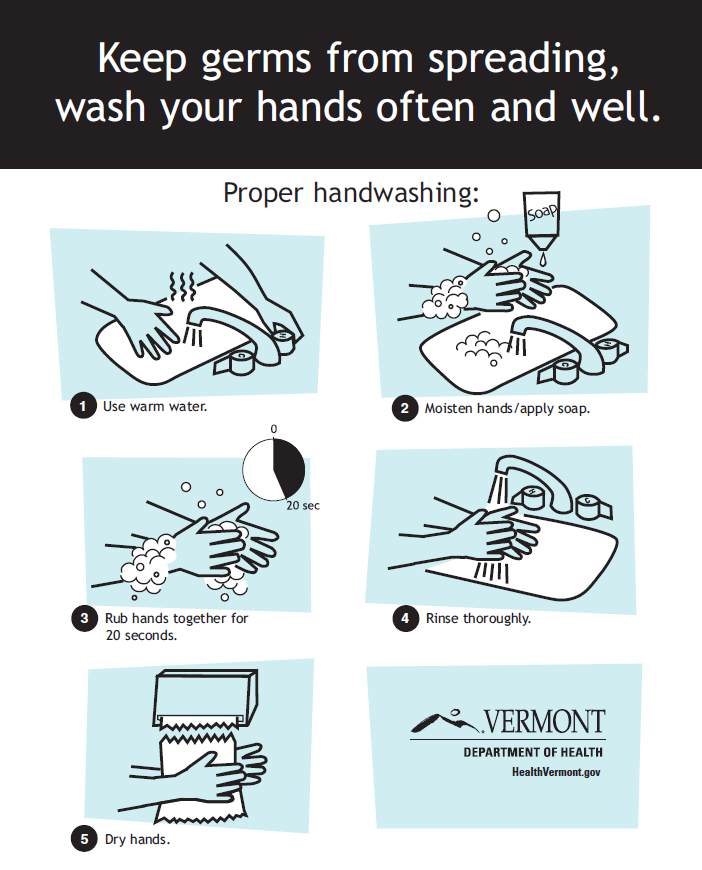 Keep germs from spreading,
wash your hands often and well.
Proper handwashing:
Soap
1 Use warm water.
2 Moisten hands/apply soap.
0
20 sec
3 Rub hands together for
20 seconds.
4 Rinse thoroughly.
5 Dry hands.
VERMONT
DEPARTMENT OF HEALTH
HealthVermont.gov